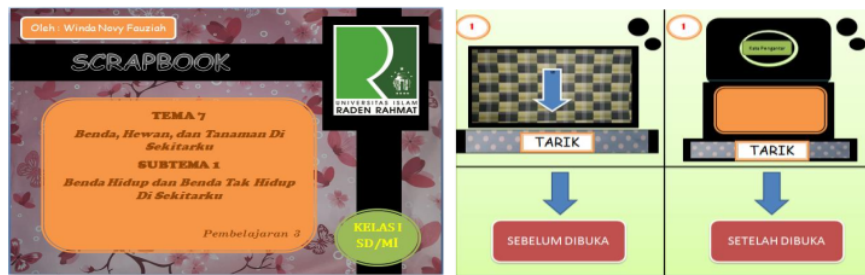 Oleh : Winda Novy Fauziah
SCRAPBOOK
UNIVERSITAS ISLAM
RADEN RAHMAT
TEMA 7
Benda, Hewan, dan Tanaman Di
Sekitarku
SUBTEMA 1
Benda Hidup dan Benda Tak Hidup
Di Sekitarku
Pembelajaran 3
KELAS I
SD/MI
1
TARIK
SEBELUM DIBUKA
1
Kata Pengantar
TARIK
SETELAH DIBUKA